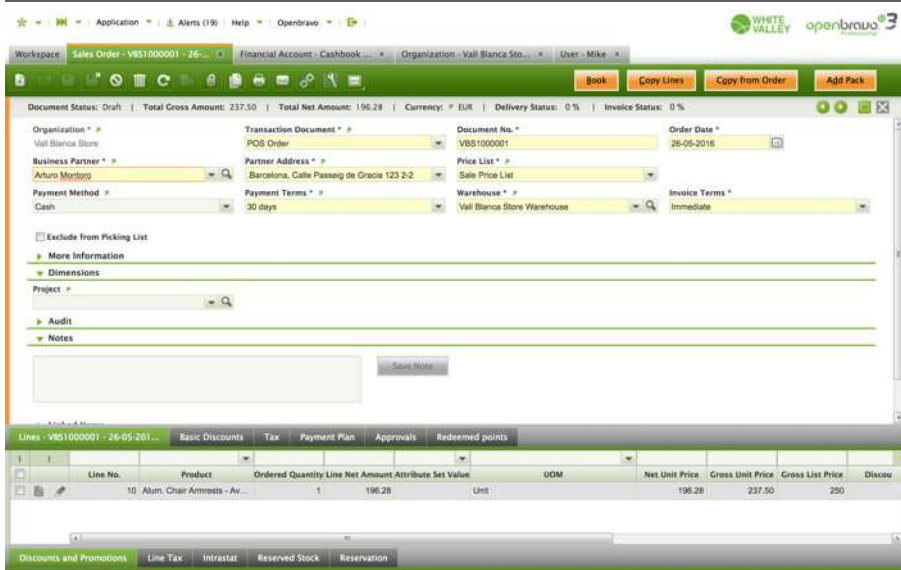 Application Alerts (19) Help Openbravo WHITE VALLEY openbravo 3
Professional
Workspace Sales Order - VBS1000001 - 26-... Financial Account - Cashbook ... Organization - Vall Blanca Sto... User - Mike
Book Copy Lines Copy from Order Add Pack
Document Status: Draft | Total Gross Amount: 237.50 | Total Net Amount: 196.28 | Currency: EUR | Delivery Status: 0 % | Invoice Status: 0 %
Organization * Transaction Document * Document No. * Order Date *
Vall Blanca Store POS Order VBS1000001 26-05-2016
Business Partner * Partner Address * Price List *
Arturo Montoro .Barcelona, Calle Passeig de Gracia 123 2-2 Sale Price List
Payment Method Payment Terms * Warehouse * Invoice Terms *
Cash 30 days Vall Blanca Store Warehouse Immediate
Exclude from Picking List
More Information
Dimensions
Project
Audit
Notes
Save Note
Linked Items
Lines - VBS1000001 - 26-05-201... Basic Discounts Tax Payment Plan Approvals Redeemed points
Line No. Product Ordered Quantity Line Net Amount Attribute Set Value UOM Net Unit Price Gross Unit Price Gross List Price Discou
10 Alum. Chair Armrests - Av... 1 196.28 Unit 196.28 237.50 250
Discounts and Promotions Line Tax Intrastat Reserved Stock Reservation